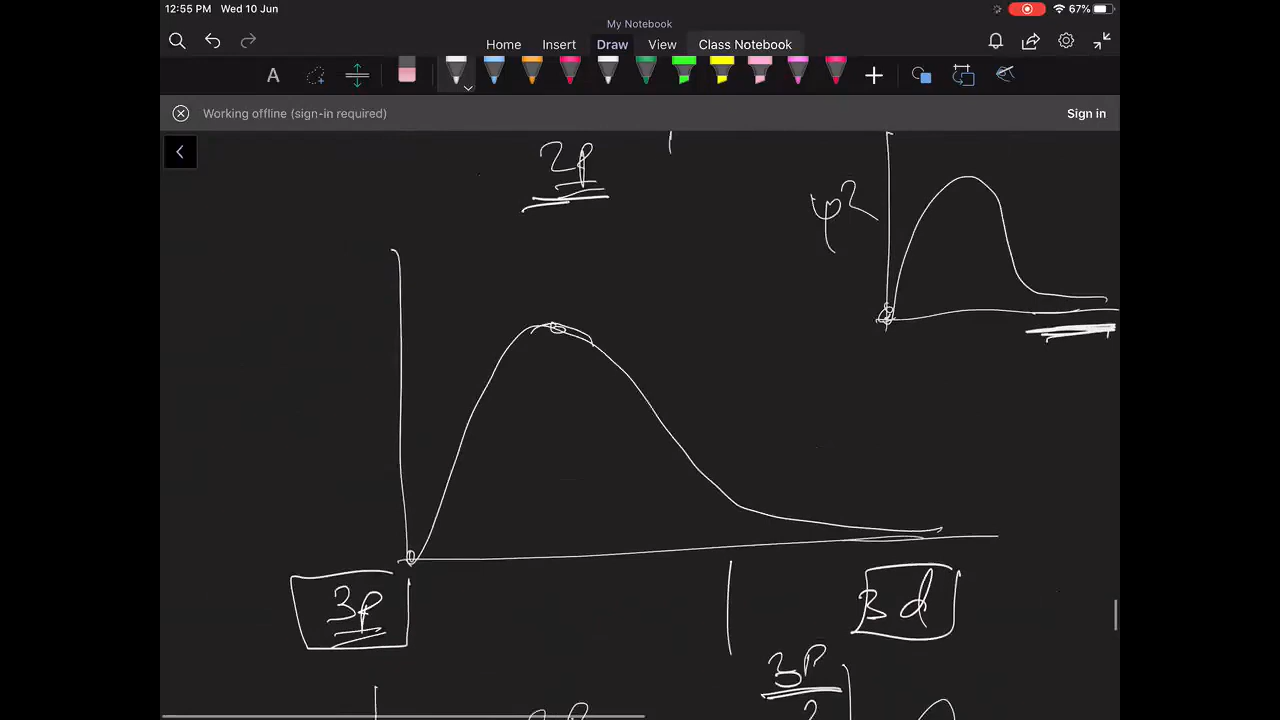 12:55 PM Wed 10 Jun
67%
My Notebook
Home Insert Draw View Class Notebook
A
Working offline (sign-in required)
Sign in
2p
φ2
3p
3d
3p